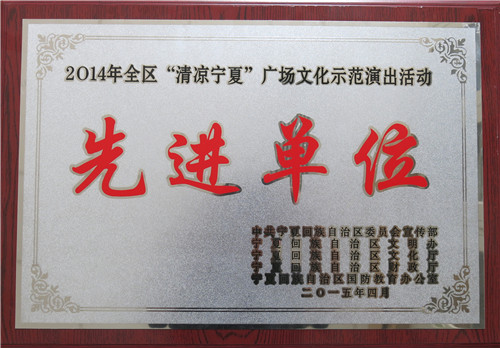 2014年全区“清凉宁夏”广场文化示范演出活动
先进单位
中共宁夏回族自治区委员会宣传部
宁夏回族自治区文明办
宁夏回族自治区文化厅
宁夏回族自治区财政厅
宁夏回族自治区国防教育办公室
二〇一五年四月